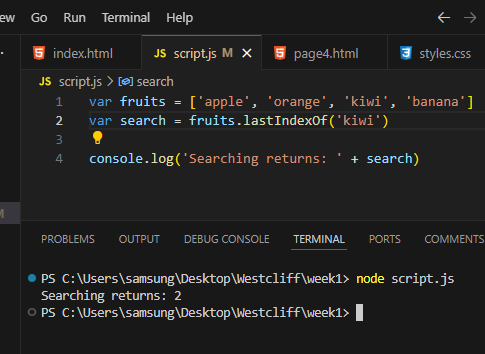 Go Run Terminal Help
index.html JS script.js M page4.html styles.css
JS script.js > search
1 var fruits = ['apple', 'orange', 'kiwi', 'banana']
2 var search = fruits.lastIndexOf('kiwi')
3
4 console.log('Searching returns: ' + search)
M
PROBLEMS OUTPUT DEBUG CONSOLE TERMINAL PORTS COMMENTS
PS C:\Users\samsung\Desktop\Westcliff\week1> node script.js
Searching returns: 2
PS C:\Users\samsung\Desktop\Westcliff\week1>